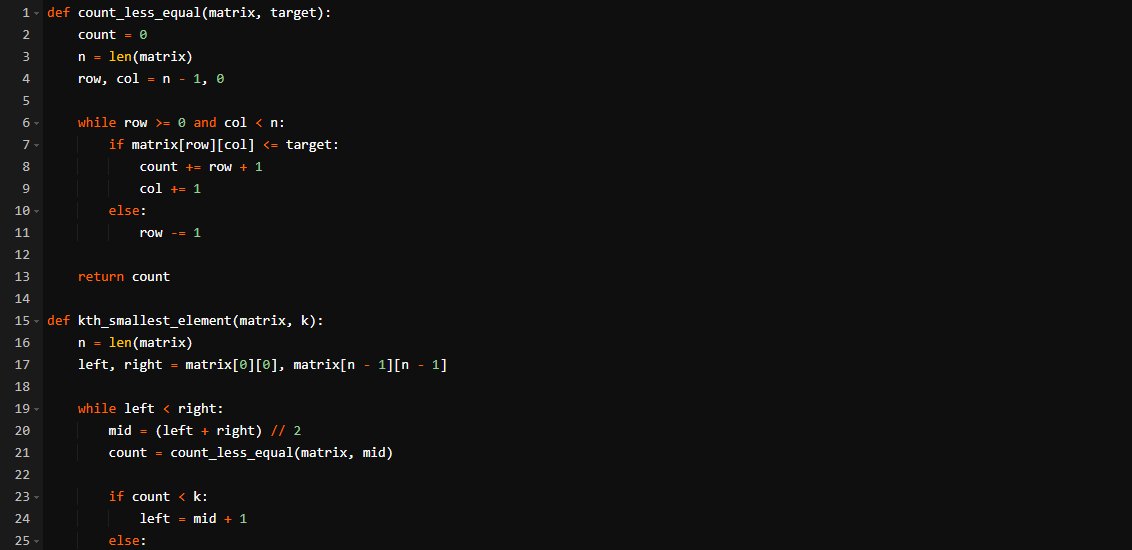 1 def count_less_equal(matrix, target):
2     count = 0
3     n = len(matrix)
4     row, col = n - 1, 0
5
6     while row >= 0 and col < n:
7         if matrix[row][col] <= target:
8             count += row + 1
9             col += 1
10         else:
11             row -= 1
12
13     return count
14
15 def kth_smallest_element(matrix, k):
16     n = len(matrix)
17     left, right = matrix[0][0], matrix[n - 1][n - 1]
18
19     while left < right:
20         mid = (left + right) // 2
21         count = count_less_equal(matrix, mid)
22
23         if count < k:
24             left = mid + 1
25         else: